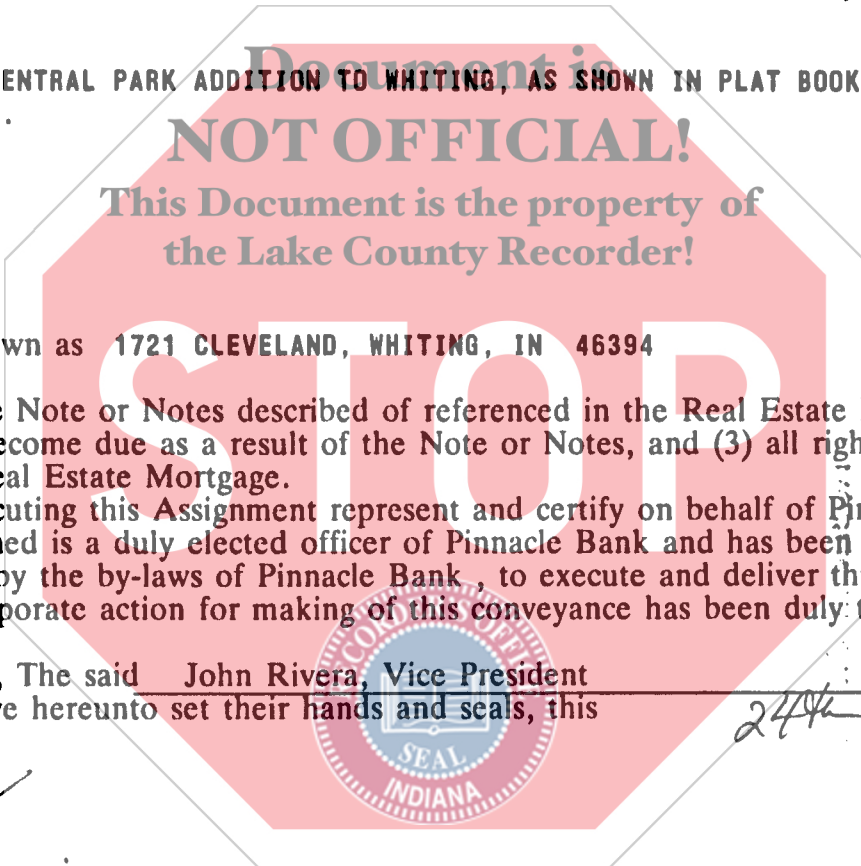 Document is
ENTRAL PARK ADDITION TO WHITING, AS SHOWN IN PLAT BOOK
.
NOT OFFICIAL!
This Document is the property of
the Lake County Recorder!
STOP
wn as 1721 CLEVELAND, WHITING, IN 46394
e Note or Notes described of referenced in the Real Estate
ecome due as a result of the Note or Notes, and (3) all righ
eal Estate Mortgage.
cuting this Assignment represent and certify on behalf of Pin
ned is a duly elected officer of Pinnacle Bank and has been
by the by-laws of Pinnacle Bank , to execute and deliver th
porate action for making of this conveyance has been duly t
, The said John Rivera, Vice President
e hereunto set their hands and seals, this 24th
RECORDER'S OFFICE
SEAL
INDIANA